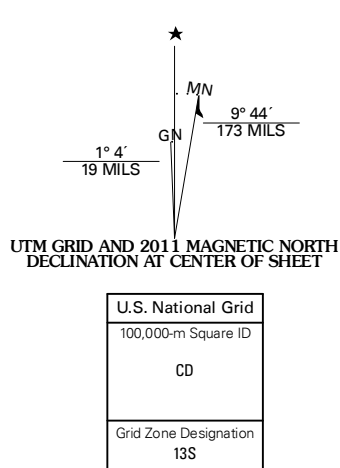 MN
9° 44´
173 MILS
GN
1° 4´
19 MILS
UTM GRID AND 2011 MAGNETIC NORTH
DECLINATION AT CENTER OF SHEET
U.S. National Grid
100,000-m Square ID
CD
Grid Zone Designation
13S